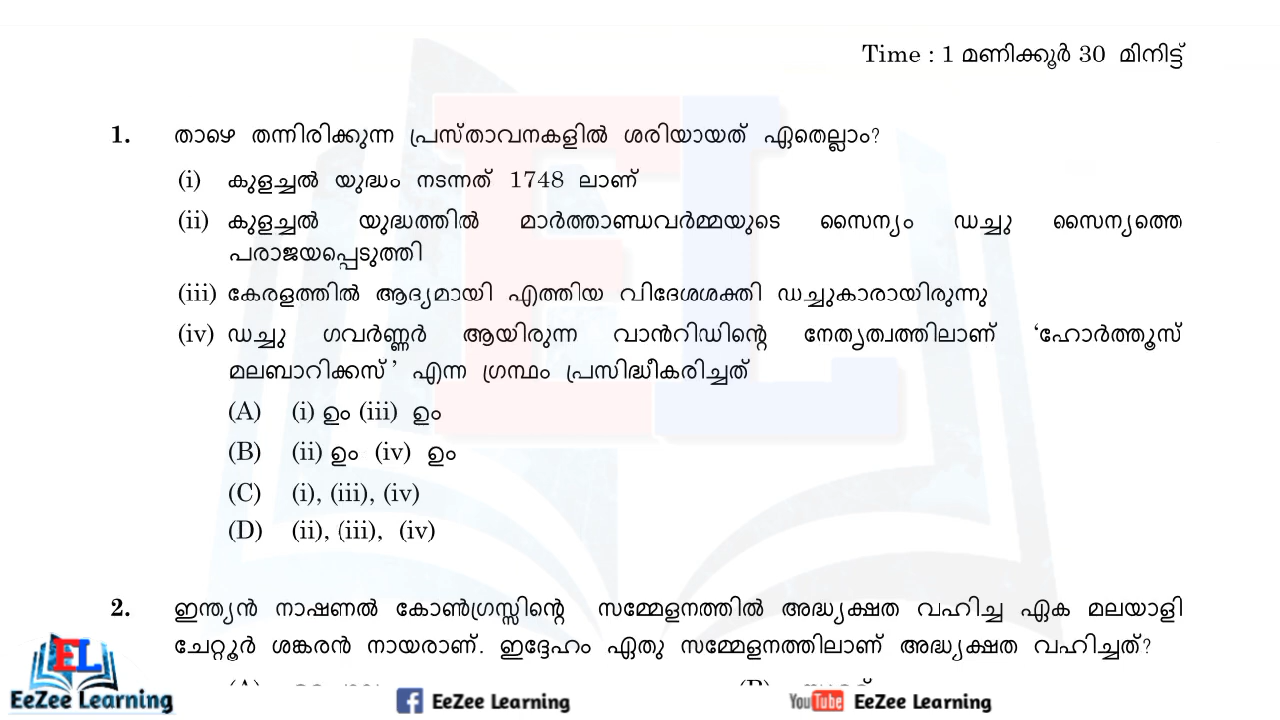 Time : 1 മണിക്കൂർ 30 മിനിട്ട്
1. താഴെ തന്നിരിക്കുന്ന പ്രസ്താവനകളിൽ ശരിയായത് ഏതെല്ലാം?
(i) കുളച്ചൽ യുദ്ധം നടന്നത് 1748 ലാണ്
(ii) കുളച്ചൽ യുദ്ധത്തിൽ മാർത്താണ്ഡവർമ്മയുടെ സൈന്യം ഡച്ചു സൈന്യത്തെ
പരാജയപ്പെടുത്തി
(iii) കേരളത്തിൽ ആദ്യമായി എത്തിയ വിദേശശക്തി ഡച്ചുകാരായിരുന്നു
(iv) ഡച്ചു ഗവർണ്ണർ ആയിരുന്ന വാൻറിഡിന്റെ നേതൃത്വത്തിലാണ് ‘ഹോർത്തൂസ്
മലബാറിക്കസ്’ എന്ന ഗ്രന്ഥം പ്രസിദ്ധീകരിച്ചത്
(A) (i) ഉം (iii) ഉം
(B) (ii) ഉം (iv) ഉം
(C) (i), (iii), (iv)
(D) (ii), (iii), (iv)
2. ഇന്ത്യൻ നാഷണൽ കോൺഗ്രസ്സിന്റെ സമ്മേളനത്തിൽ അദ്ധ്യക്ഷത വഹിച്ച ഏക മലയാളി
ചേറ്റൂർ ശങ്കരൻ നായരാണ്. ഇദ്ദേഹം ഏതു സമ്മേളനത്തിലാണ് അദ്ധ്യക്ഷത വഹിച്ചത്?
EL
EeZee Learning
EeZee Learning
YouTube EeZee Learning